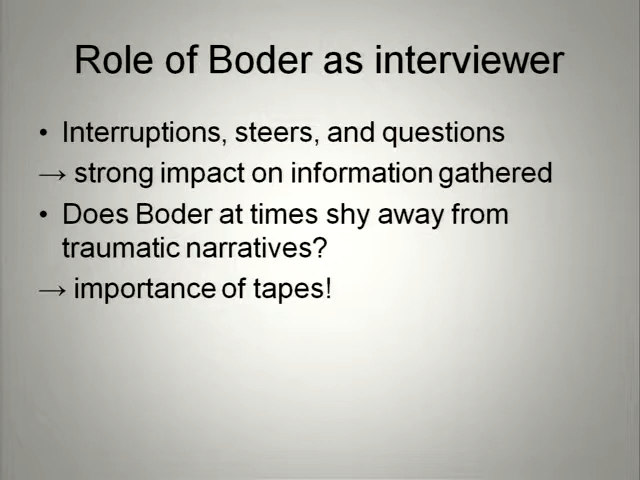 Role of Boder as interviewer
• Interruptions, steers, and questions
→ strong impact on information gathered
• Does Boder at times shy away from
traumatic narratives?
→ importance of tapes!